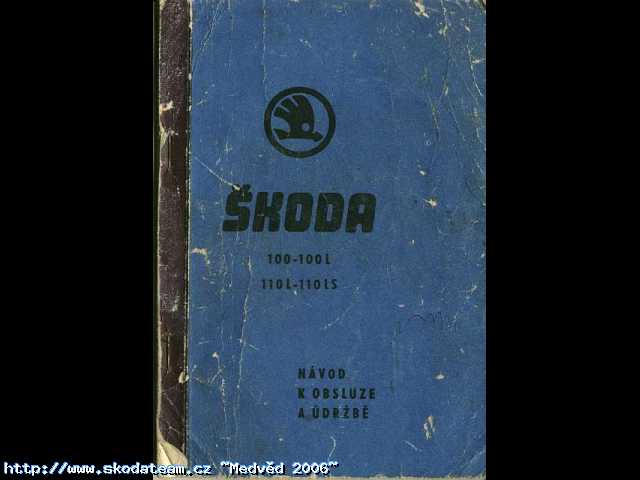 ŠKODA
100-100L
110L-110LS
NÁVOD
K OBSLUZE
A ÚDRŽBĚ
http://www.skodateam.cz ~Medvěd 2006~